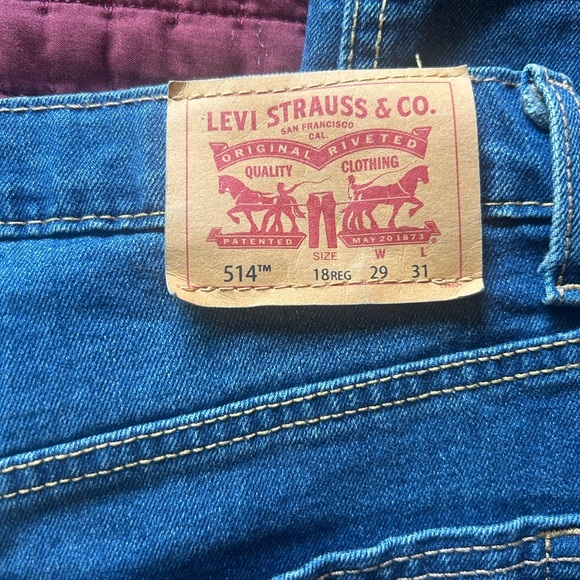 LEVI STRAUSS & CO.
SAN FRANCISCO
CAL.
ORIGINAL RIVETED
QUALITY CLOTHING
PATENTED MAY 20 1873
SIZE W L
514™ 18REG 29 31